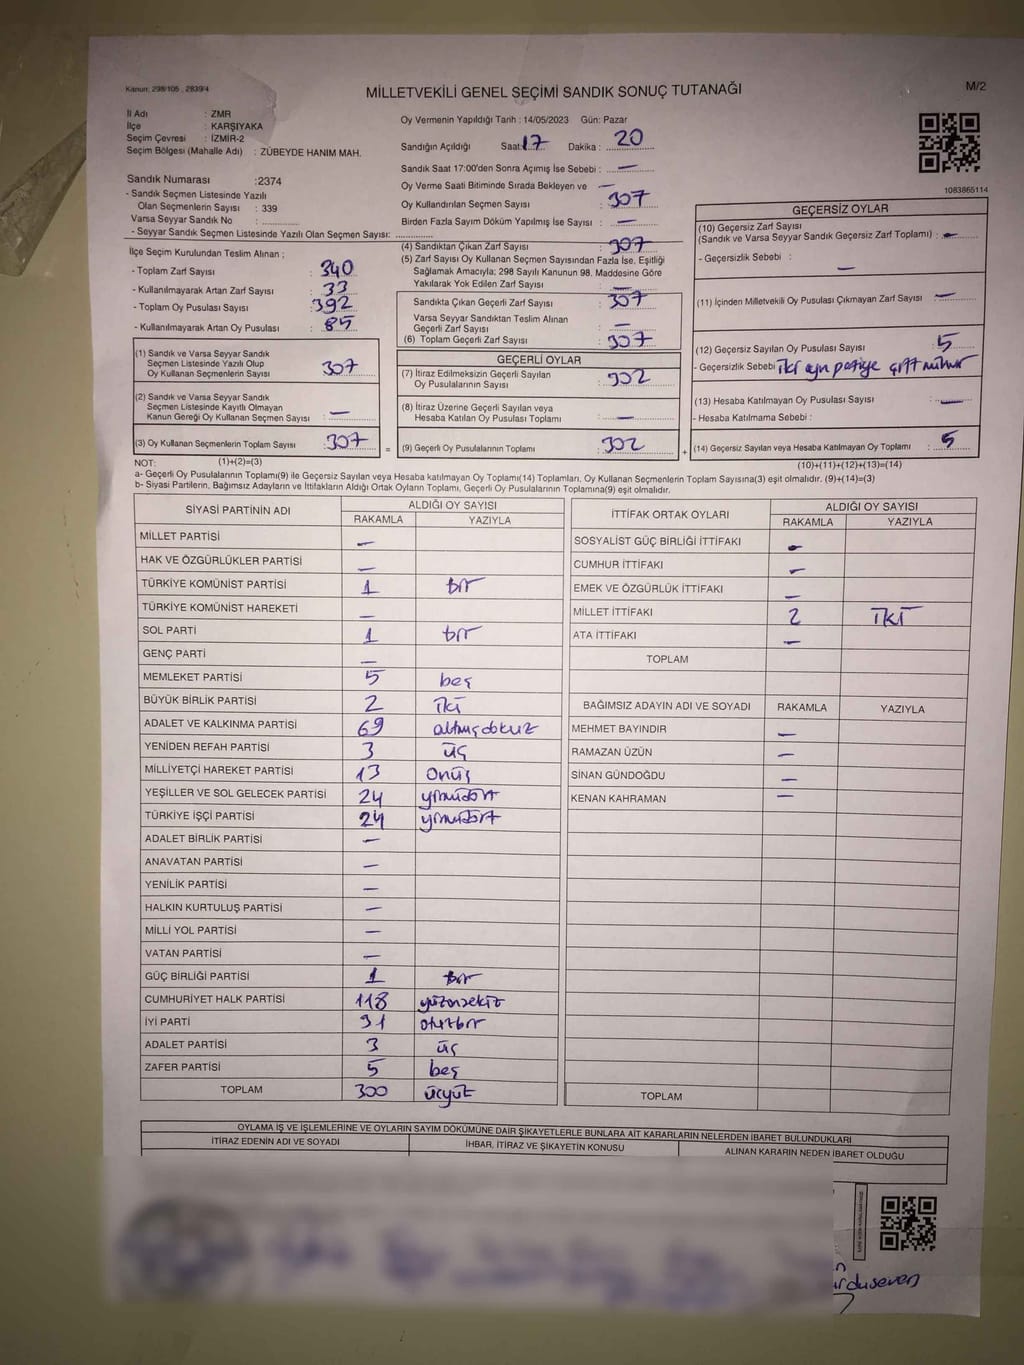 Kanun: 298/105 , 2839/4
MİLLETVEKİLİ GENEL SEÇİMİ SANDIK SONUÇ TUTANAĞI
M/2
İl Adı : ZMR
İlçe : KARŞIYAKA
Seçim Çevresi : İZMİR-2
Seçim Bölgesi (Mahalle Adı) : ZÜBEYDE HANIM MAH.
Sandık Numarası :2374
- Sandık Seçmen Listesinde Yazılı
Olan Seçmenlerin Sayısı : 339
Varsa Seyyar Sandık No :
- Seyyar Sandık Seçmen Listesinde Yazılı Olan Seçmen Sayısı:
Oy Vermenin Yapıldığı Tarih : 14/05/2023 Gün: Pazar
Sandığın Açıldığı Saat: 17 Dakika : 20
Sandık Saat 17:00'den Sonra Açımış İse Sebebi : —
Oy Verme Saati Bitiminde Sırada Bekleyen ve —
Oy Kullandırılan Seçmen Sayısı : 307
Birden Fazla Sayım Döküm Yapılmış İse Sayısı : —
1083865114
İlçe Seçim Kurulundan Teslim Alınan ;
- Toplam Zarf Sayısı : 340
- Kullanılmayarak Artan Zarf Sayısı : 33
- Toplam Oy Pusulası Sayısı : 392
- Kullanılmayarak Artan Oy Pusulası : 85
(4) Sandıktan Çıkan Zarf Sayısı : 307
(5) Zarf Sayısı Oy Kullanan Seçmen Sayısından Fazla İse, Eşitliği
Sağlamak Amacıyla; 298 Sayılı Kanunun 98. Maddesine Göre
Yakılarak Yok Edilen Zarf Sayısı : —
Sandıkta Çıkan Geçerli Zarf Sayısı : 307
Varsa Seyyar Sandıktan Teslim Alınan
Geçerli Zarf Sayısı : —
(6) Toplam Geçerli Zarf Sayısı : 307
GEÇERSİZ OYLAR
(10) Geçersiz Zarf Sayısı
(Sandık ve Varsa Seyyar Sandık Geçersiz Zarf Toplamı) : —
- Geçersizlik Sebebi : —
(11) İçinden Milletvekili Oy Pusulası Çıkmayan Zarf Sayısı : —
(12) Geçersiz Sayılan Oy Pusulası Sayısı : 5
- Geçersizlik Sebebi : iki ayrı partiye çift mühür
(13) Hesaba Katılmayan Oy Pusulası Sayısı : —
- Hesaba Katılmama Sebebi :
(14) Geçersiz Sayılan veya Hesaba Katılmayan Oy Toplamı : 5
(10)+(11)+(12)+(13)=(14)
(1) Sandık ve Varsa Seyyar Sandık
Seçmen Listesinde Yazılı Olup
Oy Kullanan Seçmenlerin Sayısı : 307
(2) Sandık ve Varsa Seyyar Sandık
Seçmen Listesinde Kayıtlı Olmayan
Kanun Gereği Oy Kullanan Seçmen Sayısı : —
(3) Oy Kullanan Seçmenlerin Toplam Sayısı : 307
(1)+(2)=(3)
GEÇERLİ OYLAR
(7) İtiraz Edilmeksizin Geçerli Sayılan
Oy Pusulalarının Sayısı : 302
(8) İtiraz Üzerine Geçerli Sayılan veya
Hesaba Katılan Oy Pusulası Toplamı : —
(9) Geçerli Oy Pusulalarının Toplamı : 302
NOT:
a- Geçerli Oy Pusulalarının Toplamı(9) ile Geçersiz Sayılan veya Hesaba katılmayan Oy Toplamı(14) Toplamları, Oy Kullanan Seçmenlerin Toplam Sayısına(3) eşit olmalıdır. (9)+(14)=(3)
b- Siyasi Partilerin, Bağımsız Adayların ve İttifakların Aldığı Ortak Oyların Toplamı, Geçerli Oy Pusulalarının Toplamına(9) eşit olmalıdır.
SİYASİ PARTİNİN ADI ALDIĞI OY SAYISI
RAKAMLA YAZIYLA
MİLLET PARTİSİ —
HAK VE ÖZGÜRLÜKLER PARTİSİ —
TÜRKİYE KOMÜNİST PARTİSİ 1 bir
TÜRKİYE KOMÜNİST HAREKETİ —
SOL PARTİ 1 bir
GENÇ PARTİ —
MEMLEKET PARTİSİ 5 beş
BÜYÜK BİRLİK PARTİSİ 2 iki
ADALET VE KALKINMA PARTİSİ 69 altmışdokuz
YENİDEN REFAH PARTİSİ 3 üç
MİLLİYETÇİ HAREKET PARTİSİ 13 onüç
YEŞİLLER VE SOL GELECEK PARTİSİ 24 yirmidört
TÜRKİYE İŞÇİ PARTİSİ 24 yirmidört
ADALET BİRLİK PARTİSİ —
ANAVATAN PARTİSİ —
YENİLİK PARTİSİ —
HALKIN KURTULUŞ PARTİSİ —
MİLLİ YOL PARTİSİ —
VATAN PARTİSİ —
GÜÇ BİRLİĞİ PARTİSİ 1 bir
CUMHURİYET HALK PARTİSİ 118 yüzonsekiz
İYİ PARTİ 31 otuzbir
ADALET PARTİSİ 3 üç
ZAFER PARTİSİ 5 beş
TOPLAM 300 üçyüz
İTTİFAK ORTAK OYLARI ALDIĞI OY SAYISI
RAKAMLA YAZIYLA
SOSYALİST GÜÇ BİRLİĞİ İTTİFAKI —
CUMHUR İTTİFAKI —
EMEK VE ÖZGÜRLÜK İTTİFAKI —
MİLLET İTTİFAKI 2 İKİ
ATA İTTİFAKI —
TOPLAM
BAĞIMSIZ ADAYIN ADI VE SOYADI RAKAMLA YAZIYLA
MEHMET BAYINDIR —
RAMAZAN ÜZÜN —
SİNAN GÜNDOĞDU —
KENAN KAHRAMAN —
TOPLAM
OYLAMA İŞ VE İŞLEMLERİNE VE OYLARIN SAYIM DÖKÜMÜNE DAİR ŞİKAYETLERLE BUNLARA AİT KARARLARIN NELERDEN İBARET BULUNDUKLARI
İTİRAZ EDENİN ADI VE SOYADI İHBAR, İTİRAZ VE ŞİKAYETİN KONUSU ALINAN KARARIN NEDEN İBARET OLDUĞU